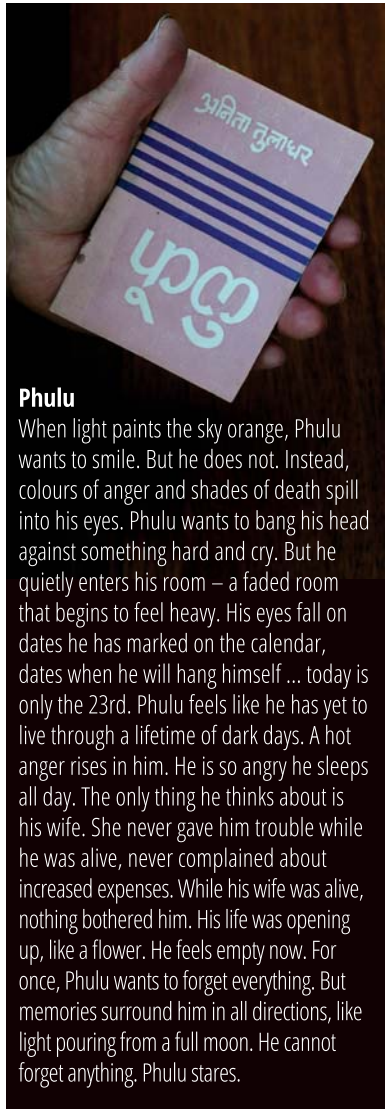 अनिता तुलाधर
फुलु
Phulu
When light paints the sky orange, Phulu
wants to smile. But he does not. Instead,
colours of anger and shades of death spill
into his eyes. Phulu wants to bang his head
against something hard and cry. But he
quietly enters his room – a faded room
that begins to feel heavy. His eyes fall on
dates he has marked on the calendar,
dates when he will hang himself ... today is
only the 23rd. Phulu feels like he has yet to
live through a lifetime of dark days. A hot
anger rises in him. He is so angry he sleeps
all day. The only thing he thinks about is
his wife. She never gave him trouble while
he was alive, never complained about
increased expenses. While his wife was alive,
nothing bothered him. His life was opening
up, like a flower. He feels empty now. For
once, Phulu wants to forget everything. But
memories surround him in all directions, like
light pouring from a full moon. He cannot
forget anything. Phulu stares.